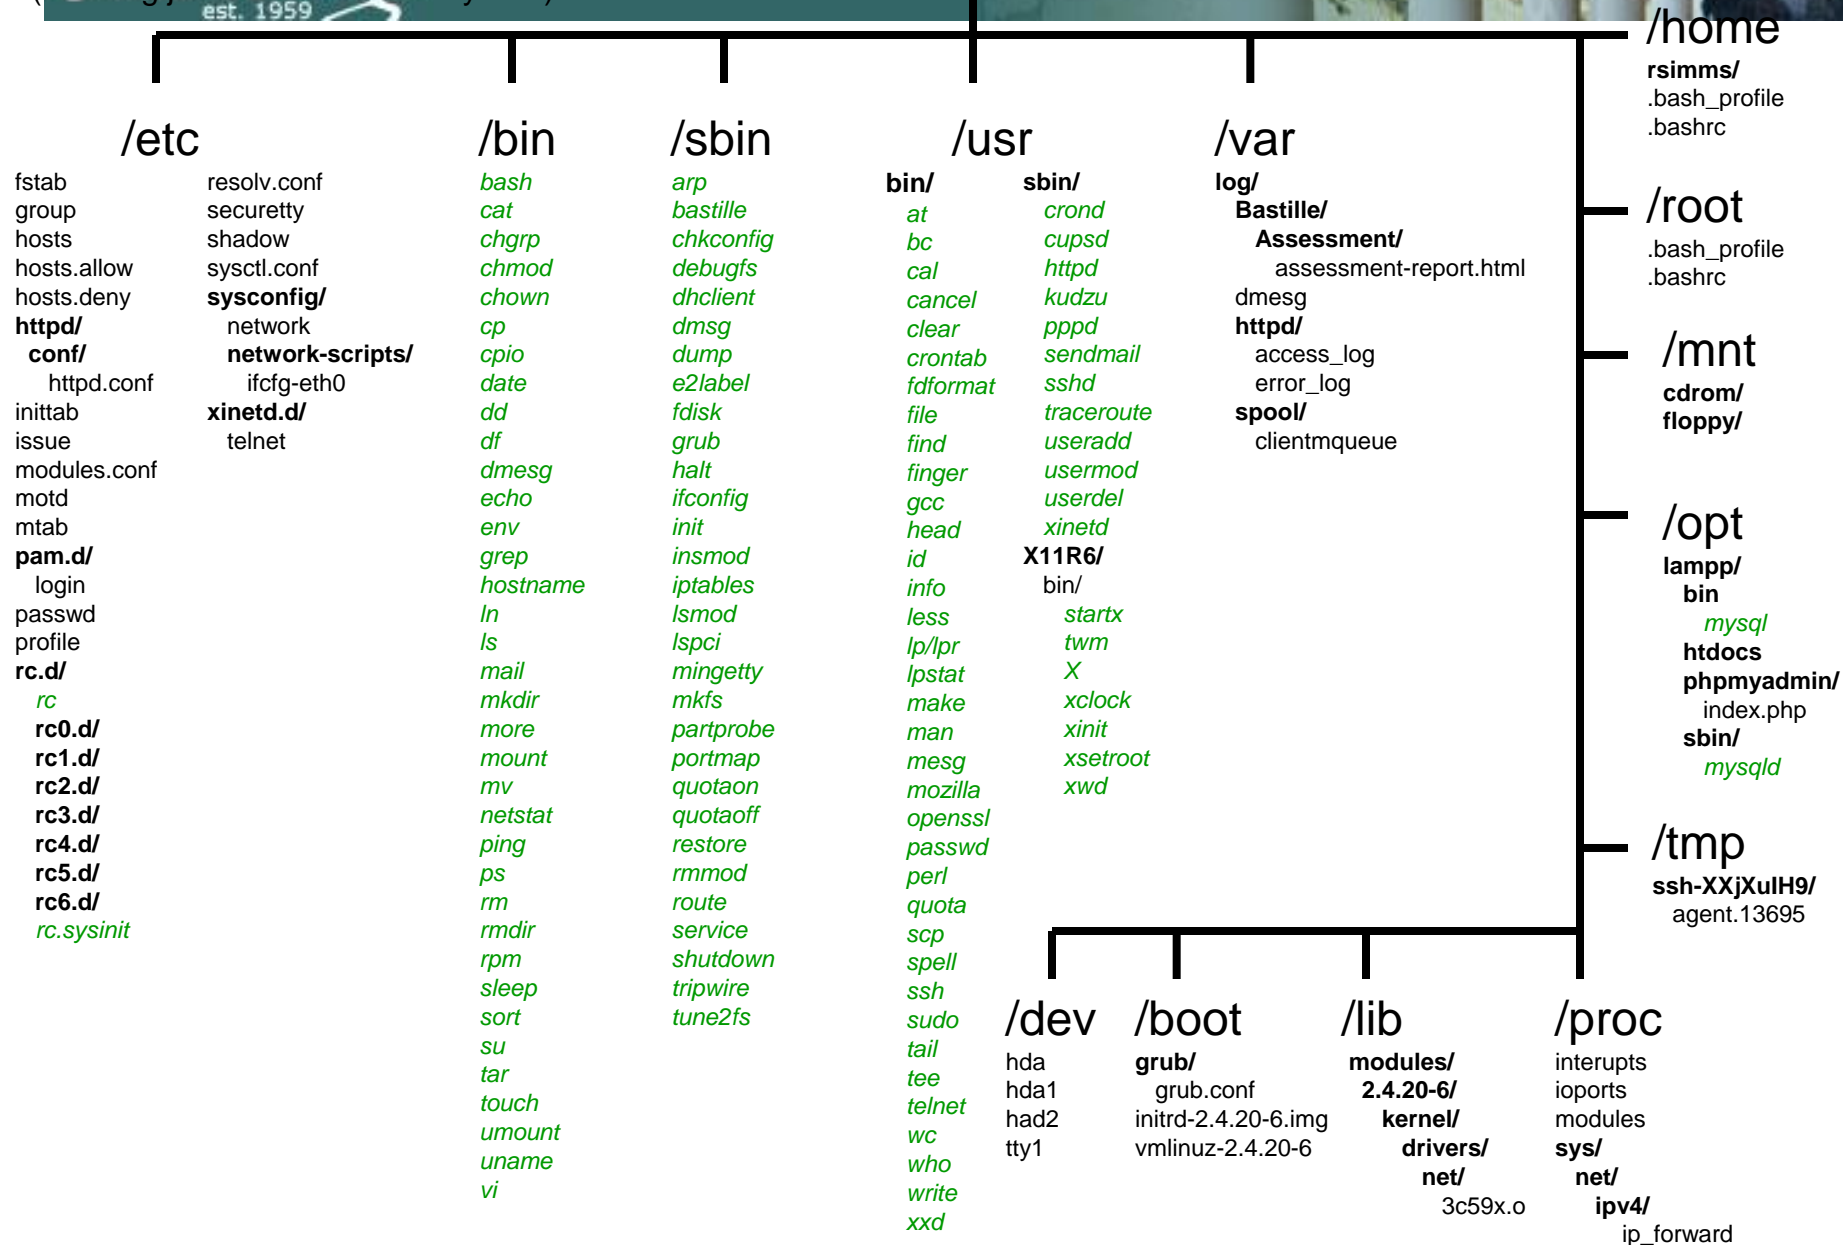 est. 1959
/home
rsimms/
.bash_profile
.bashrc
/etc
fstab
group
hosts
hosts.allow
hosts.deny
httpd/
conf/
httpd.conf
inittab
issue
modules.conf
motd
mtab
pam.d/
login
passwd
profile
rc.d/
rc
rc0.d/
rc1.d/
rc2.d/
rc3.d/
rc4.d/
rc5.d/
rc6.d/
rc.sysinit
resolv.conf
securetty
shadow
sysctl.conf
sysconfig/
network
network-scripts/
ifcfg-eth0
xinetd.d/
telnet
/bin
bash
cat
chgrp
chmod
chown
cp
cpio
date
dd
df
dmesg
echo
env
grep
hostname
ln
ls
mail
mkdir
more
mount
mv
netstat
ping
ps
rm
rmdir
rpm
sleep
sort
su
tar
touch
umount
uname
vi
/sbin
arp
bastille
chkconfig
debugfs
dhclient
dmsg
dump
e2label
fdisk
grub
halt
ifconfig
init
insmod
iptables
lsmod
lspci
mingetty
mkfs
partprobe
portmap
quotaon
quotaoff
restore
rmmod
route
service
shutdown
tripwire
tune2fs
/usr
bin/
at
bc
cal
cancel
clear
crontab
fdformat
file
find
finger
gcc
head
id
info
less
lp/lpr
lpstat
make
man
mesg
mozilla
openssl
passwd
perl
quota
scp
spell
ssh
sudo
tail
tee
telnet
wc
who
write
xxd
sbin/
crond
cupsd
httpd
kudzu
pppd
sendmail
sshd
traceroute
useradd
usermod
userdel
xinetd
X11R6/
bin/
startx
twm
X
xclock
xinit
xsetroot
xwd
/var
log/
Bastille/
Assessment/
assessment-report.html
dmesg
httpd/
access_log
error_log
spool/
clientmqueue
/root
.bash_profile
.bashrc
/mnt
cdrom/
floppy/
/opt
lampp/
bin
mysql
htdocs
phpmyadmin/
index.php
sbin/
mysqld
/tmp
ssh-XXjXuIH9/
agent.13695
/dev
hda
hda1
had2
tty1
/boot
grub/
grub.conf
initrd-2.4.20-6.img
vmlinuz-2.4.20-6
/lib
modules/
2.4.20-6/
kernel/
drivers/
net/
3c59x.o
/proc
interupts
ioports
modules
sys/
net/
ipv4/
ip_forward